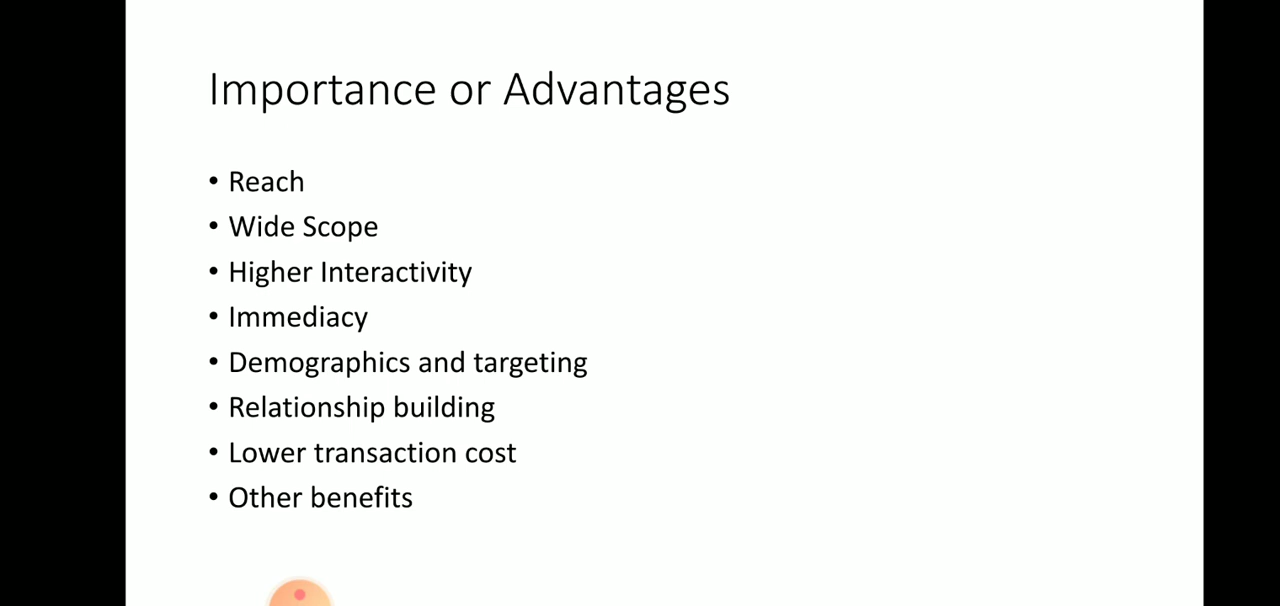 Importance or Advantages
• Reach
• Wide Scope
• Higher Interactivity
• Immediacy
• Demographics and targeting
• Relationship building
• Lower transaction cost
• Other benefits